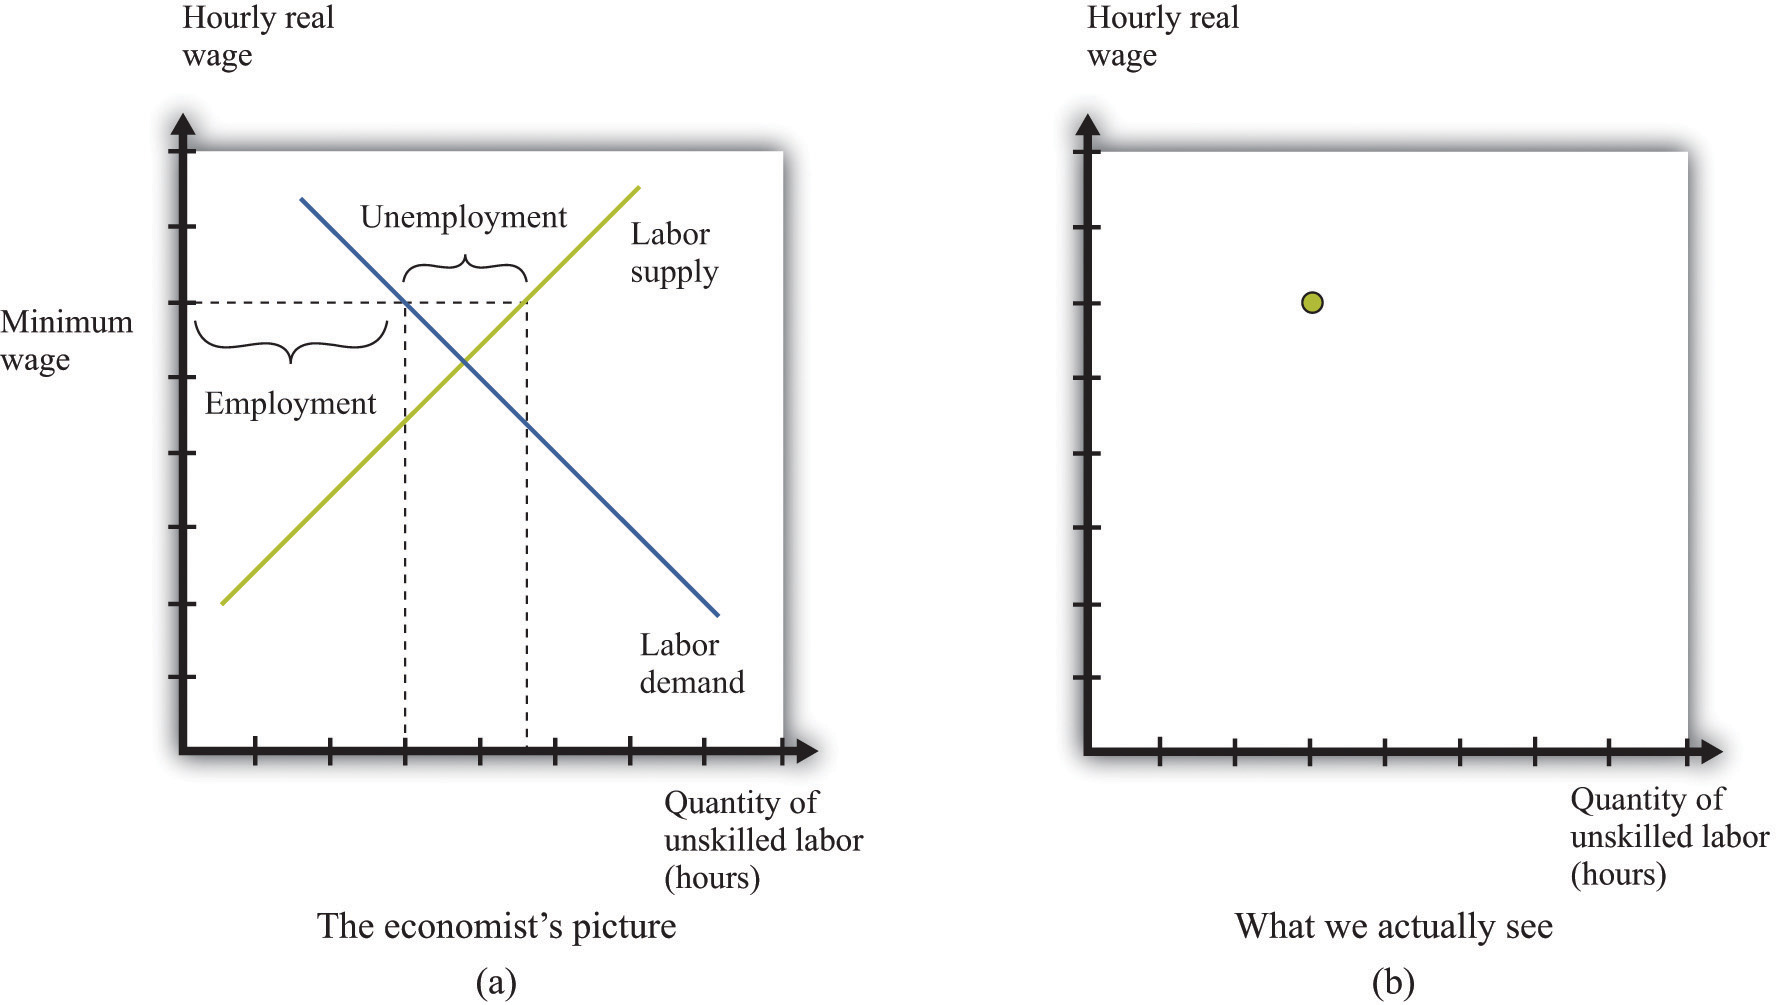 Hourly real
wage
Unemployment
Labor
supply
Minimum
wage
Employment
Labor
demand
Quantity of
unskilled labor
(hours)
The economist’s picture
(a)
Hourly real
wage
Quantity of
unskilled labor
(hours)
What we actually see
(b)